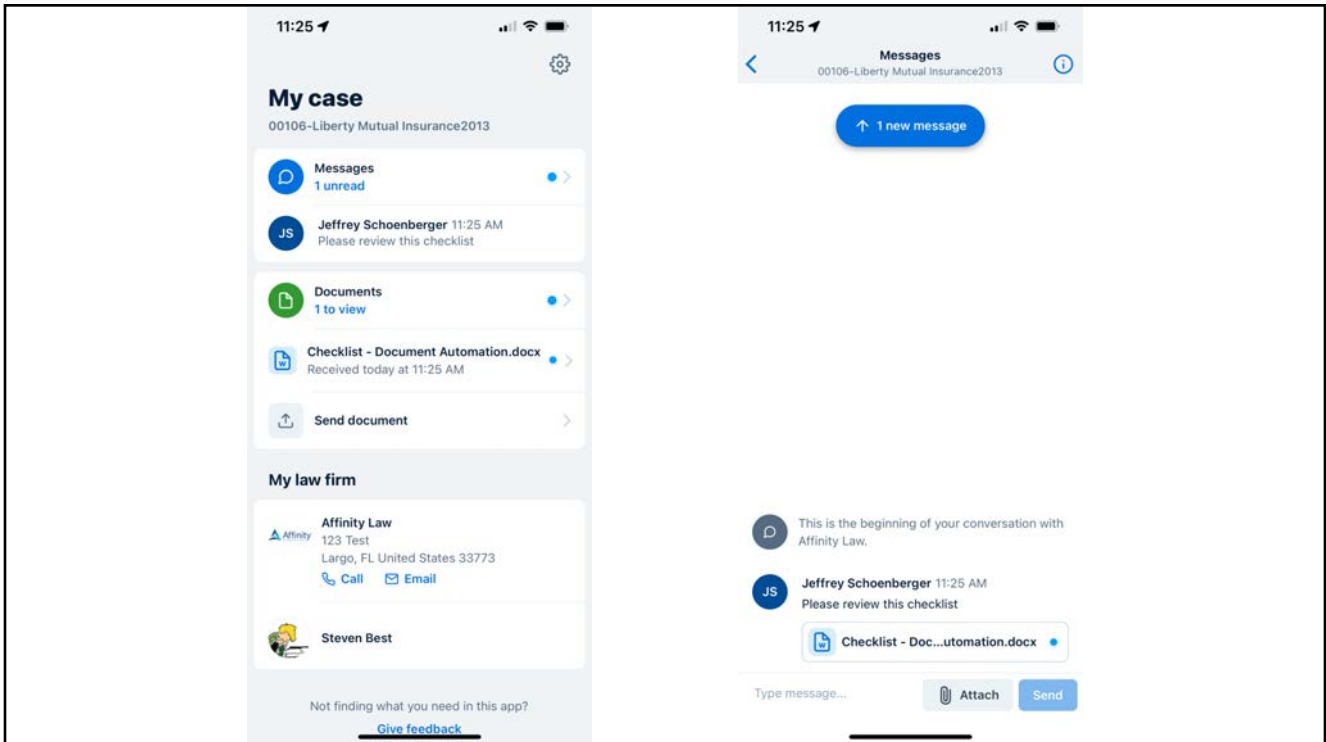 11:25
My case
00106-Liberty Mutual Insurance2013
Messages
1 unread
JS
Jeffrey Schoenberger 11:25 AM
Please review this checklist
Documents
1 to view
W
Checklist - Document Automation.docx
Received today at 11:25 AM
Send document
My law firm
Affinity
Affinity Law
123 Test
Largo, FL United States 33773
Call Email
Steven Best
Not finding what you need in this app?
Give feedback
11:25
Messages
00106-Liberty Mutual Insurance2013
1 new message
This is the beginning of your conversation with
Affinity Law.
JS
Jeffrey Schoenberger 11:25 AM
Please review this checklist
W
Checklist - Doc...utomation.docx
Type message...
Attach
Send